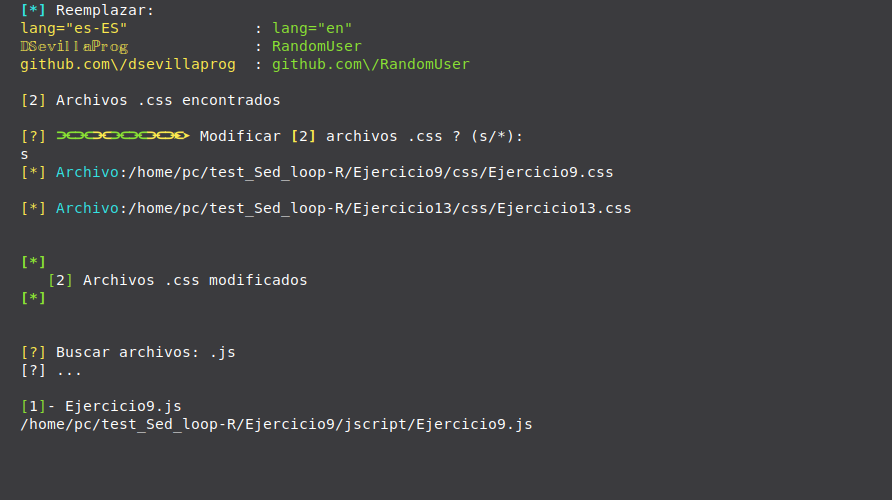 [*] Reemplazar:
lang="es-ES" : lang="en"
𝔻𝕊𝕖𝕧𝕚𝕝𝕝𝕒ℙ𝕣𝕠𝕘 : RandomUser
github.com\/dsevillaprog : github.com\/RandomUser
[2] Archivos .css encontrados
[?] Modificar [2] archivos .css ? (s/*):
s
[*] Archivo:/home/pc/test_Sed_loop-R/Ejercicio9/css/Ejercicio9.css
[*] Archivo:/home/pc/test_Sed_loop-R/Ejercicio13/css/Ejercicio13.css
[*]
[2] Archivos .css modificados
[*]
[?] Buscar archivos: .js
[?] ...
[1]- Ejercicio9.js
/home/pc/test_Sed_loop-R/Ejercicio9/jscript/Ejercicio9.js